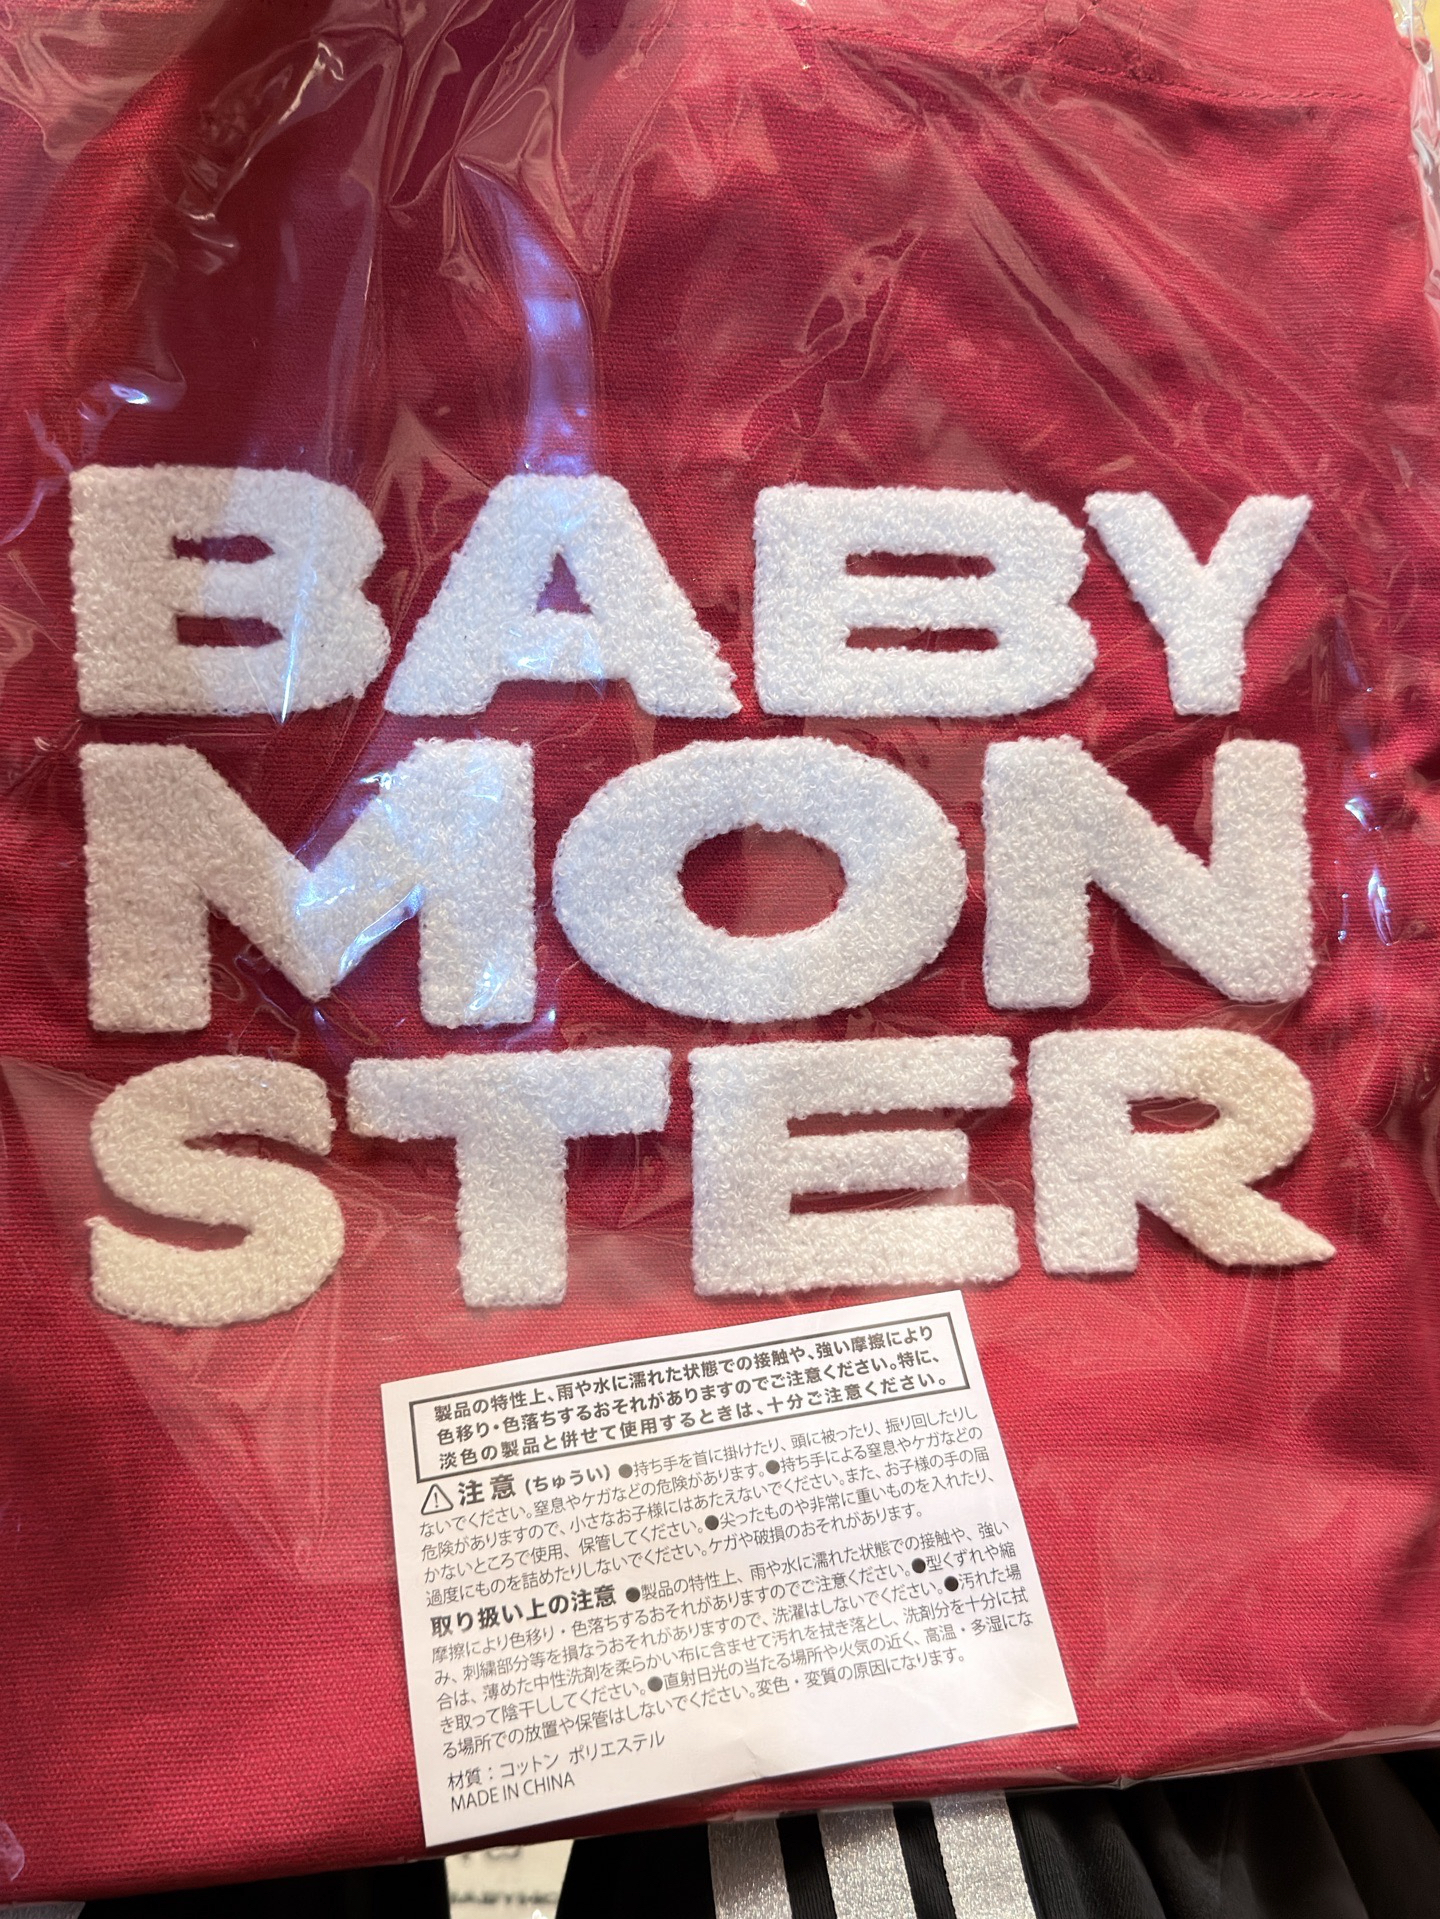 BABY
MON
STER
製品の特性上、雨や水に濡れた状態での接触や、強い摩擦により
色移り・色落ちするおそれがありますのでご注意ください。特に、
淡色の製品と併せて使用するときは、十分ご注意ください。
⚠注意(ちゅうい) ●持ち手を首に掛けたり、頭に被ったり、振り回したりし
ないでください。窒息やケガなどの危険があります。●持ち手による窒息やケガなどの
危険がありますので、小さなお子様にはあたえないでください。また、お子様の手の届
かないところで使用、保管してください。●尖ったものや非常に重いものを入れたり、
過度にものを詰めたりしないでください。ケガや破損のおそれがあります。
取り扱い上の注意 ●製品の特性上、雨や水に濡れた状態での接触や、強い
摩擦により色移り・色落ちするおそれがありますのでご注意ください。●型くずれや縮
み、刺繍部分等を損なうおそれがありますので、洗濯はしないでください。●汚れた場
合は、薄めた中性洗剤を柔らかい布に含ませて汚れを拭き落とし、洗剤分を十分に拭
き取って陰干ししてください。●直射日光の当たる場所や火気の近く、高温・多湿にな
る場所での放置や保管はしないでください。変色・変質の原因になります。
材質：コットン ポリエステル
MADE IN CHINA